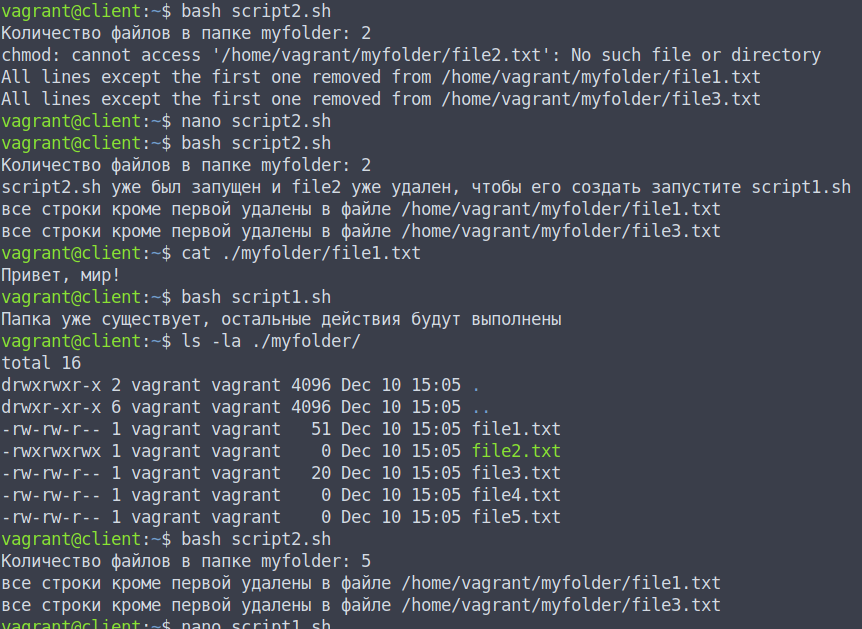 vagrant@client:~$ bash script2.sh
Количество файлов в папке myfolder: 2
chmod: cannot access '/home/vagrant/myfolder/file2.txt': No such file or directory
All lines except the first one removed from /home/vagrant/myfolder/file1.txt
All lines except the first one removed from /home/vagrant/myfolder/file3.txt
vagrant@client:~$ nano script2.sh
vagrant@client:~$ bash script2.sh
Количество файлов в папке myfolder: 2
script2.sh уже был запущен и file2 уже удален, чтобы его создать запустите script1.sh
все строки кроме первой удалены в файле /home/vagrant/myfolder/file1.txt
все строки кроме первой удалены в файле /home/vagrant/myfolder/file3.txt
vagrant@client:~$ cat ./myfolder/file1.txt
Привет, мир!
vagrant@client:~$ bash script1.sh
Папка уже существует, остальные действия будут выполнены
vagrant@client:~$ ls -la ./myfolder/
total 16
drwxrwxr-x 2 vagrant vagrant 4096 Dec 10 15:05 .
drwxr-xr-x 6 vagrant vagrant 4096 Dec 10 15:05 ..
-rw-rw-r-- 1 vagrant vagrant   51 Dec 10 15:05 file1.txt
-rwxrwxrwx 1 vagrant vagrant    0 Dec 10 15:05 file2.txt
-rw-rw-r-- 1 vagrant vagrant   20 Dec 10 15:05 file3.txt
-rw-rw-r-- 1 vagrant vagrant    0 Dec 10 15:05 file4.txt
-rw-rw-r-- 1 vagrant vagrant    0 Dec 10 15:05 file5.txt
vagrant@client:~$ bash script2.sh
Количество файлов в папке myfolder: 5
все строки кроме первой удалены в файле /home/vagrant/myfolder/file1.txt
все строки кроме первой удалены в файле /home/vagrant/myfolder/file3.txt
vagrant@client:~$ nano script1.sh